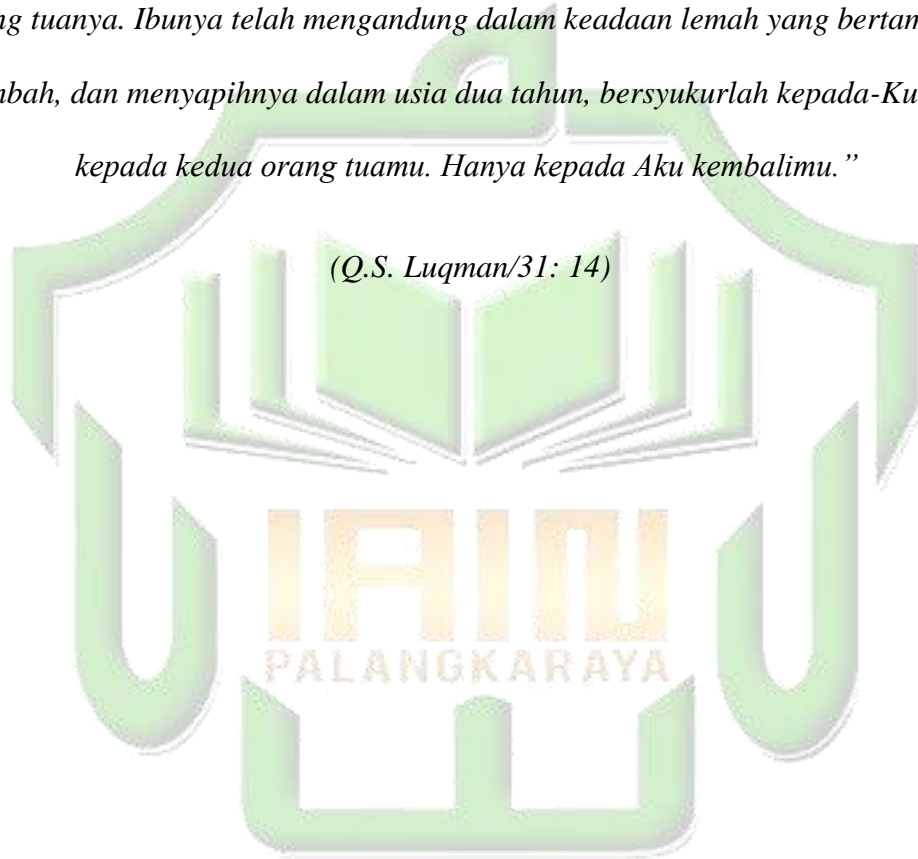 ng tuanya. Ibunya telah mengandung dalam keadaan lemah yang bertam
mbah, dan menyapihnya dalam usia dua tahun, bersyukurlah kepada-Ku
kepada kedua orang tuamu. Hanya kepada Aku kembalimu.”
(Q.S. Luqman/31: 14)
IAIN
PALANGKARAYA